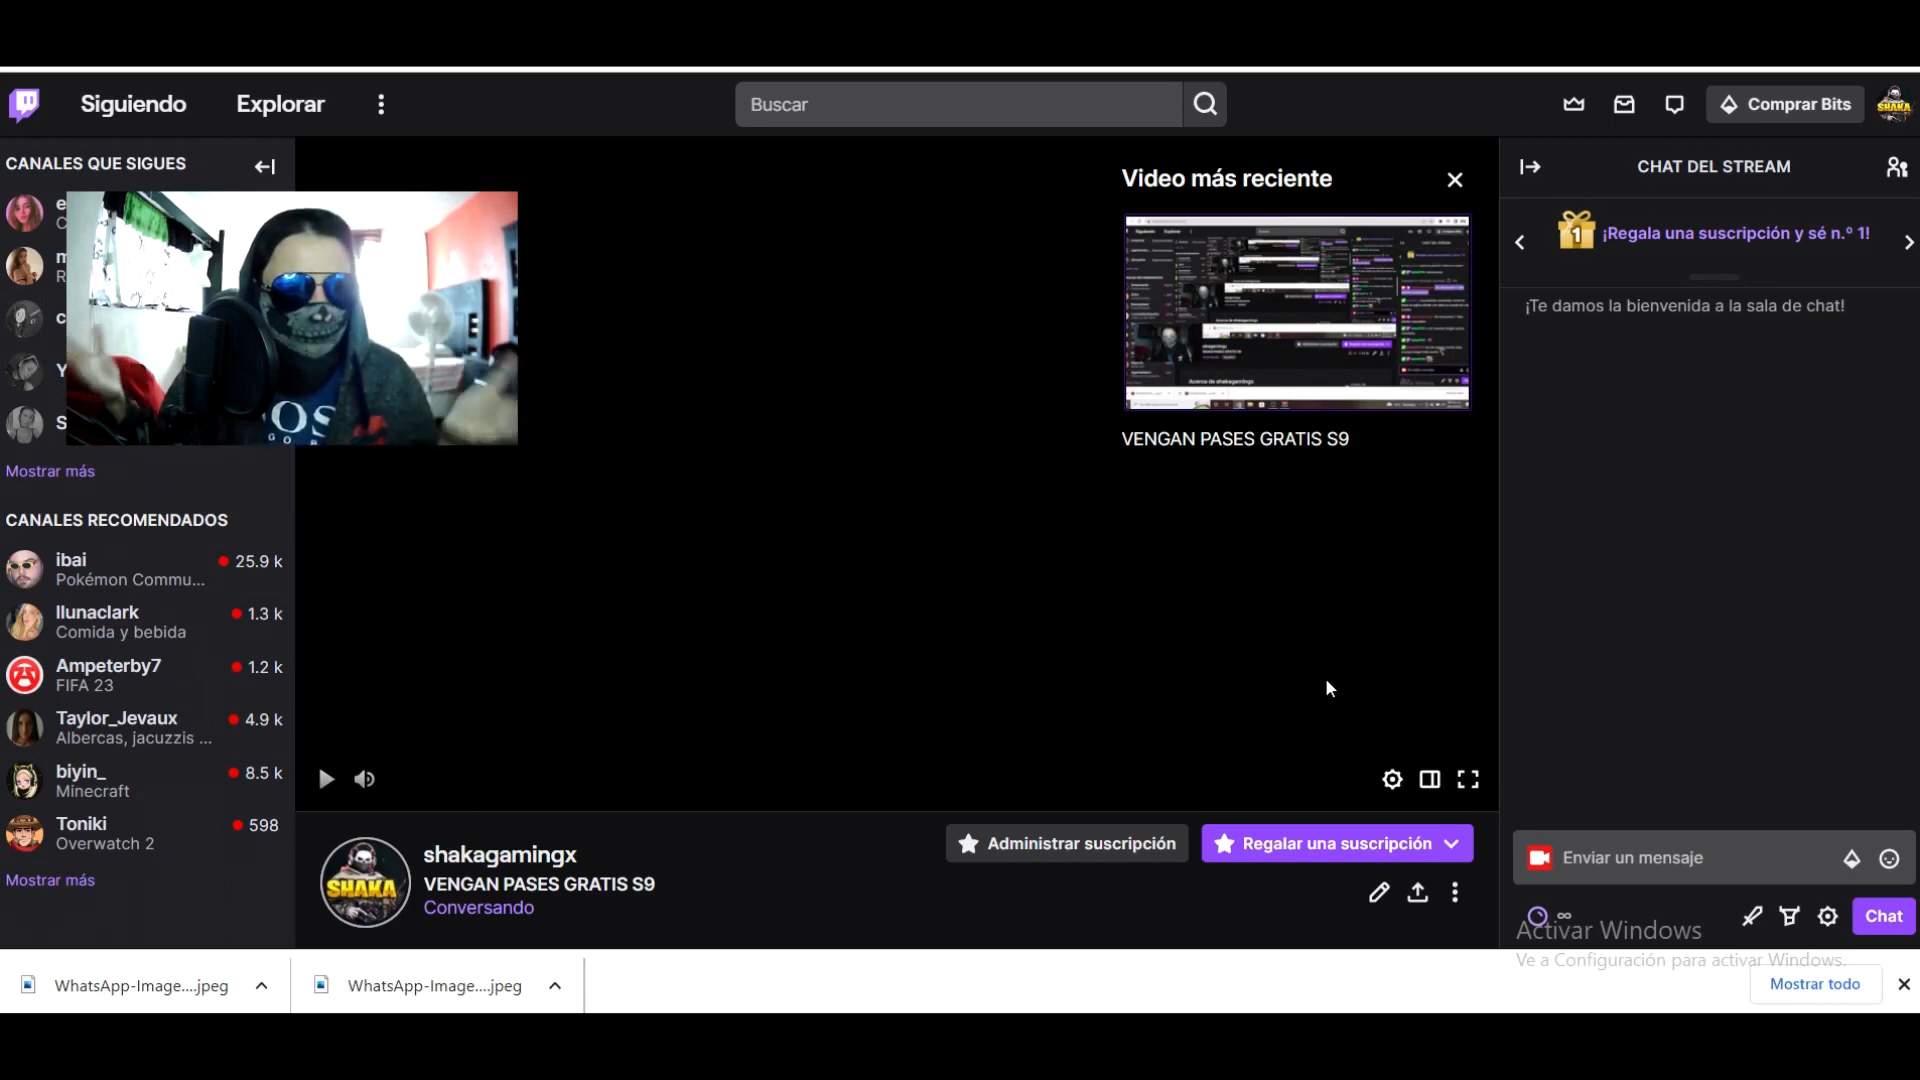 Siguiendo
Explorar
Buscar
Comprar Bits
CANALES QUE SIGUES
Mostrar más
CANALES RECOMENDADOS
ibai
25.9 k
Pokémon Commu...
llunaclark
1.3 k
Comida y bebida
Ampeterby7
1.2 k
FIFA 23
Taylor_Jevaux
4.9 k
Albercas, jacuzzis ...
biyin_
8.5 k
Minecraft
Toniki
598
Overwatch 2
Mostrar más
Video más reciente
VENGAN PASES GRATIS S9
SHAKA
shakagamingx
VENGAN PASES GRATIS S9
Conversando
Administrar suscripción
Regalar una suscripción
CHAT DEL STREAM
1
¡Regala una suscripción y sé n.º 1!
¡Te damos la bienvenida a la sala de chat!
Enviar un mensaje
Chat
Activar Windows
Ve a Configuración para activar Windows.
WhatsApp-Image....jpeg
WhatsApp-Image....jpeg
Mostrar todo